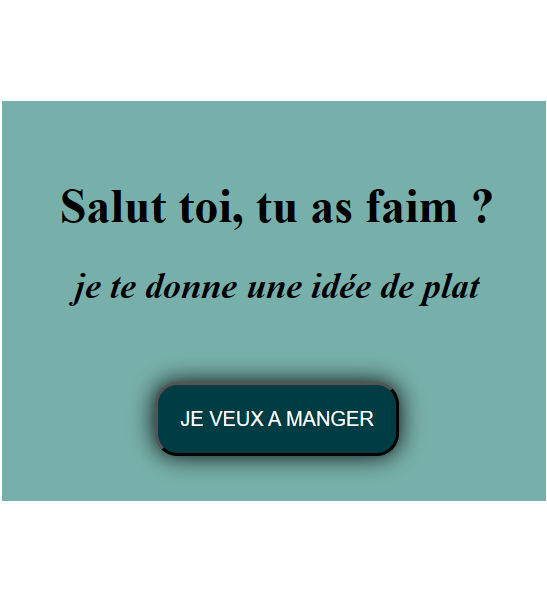 Salut toi, tu as faim ?
je te donne une idée de plat
JE VEUX A MANGER